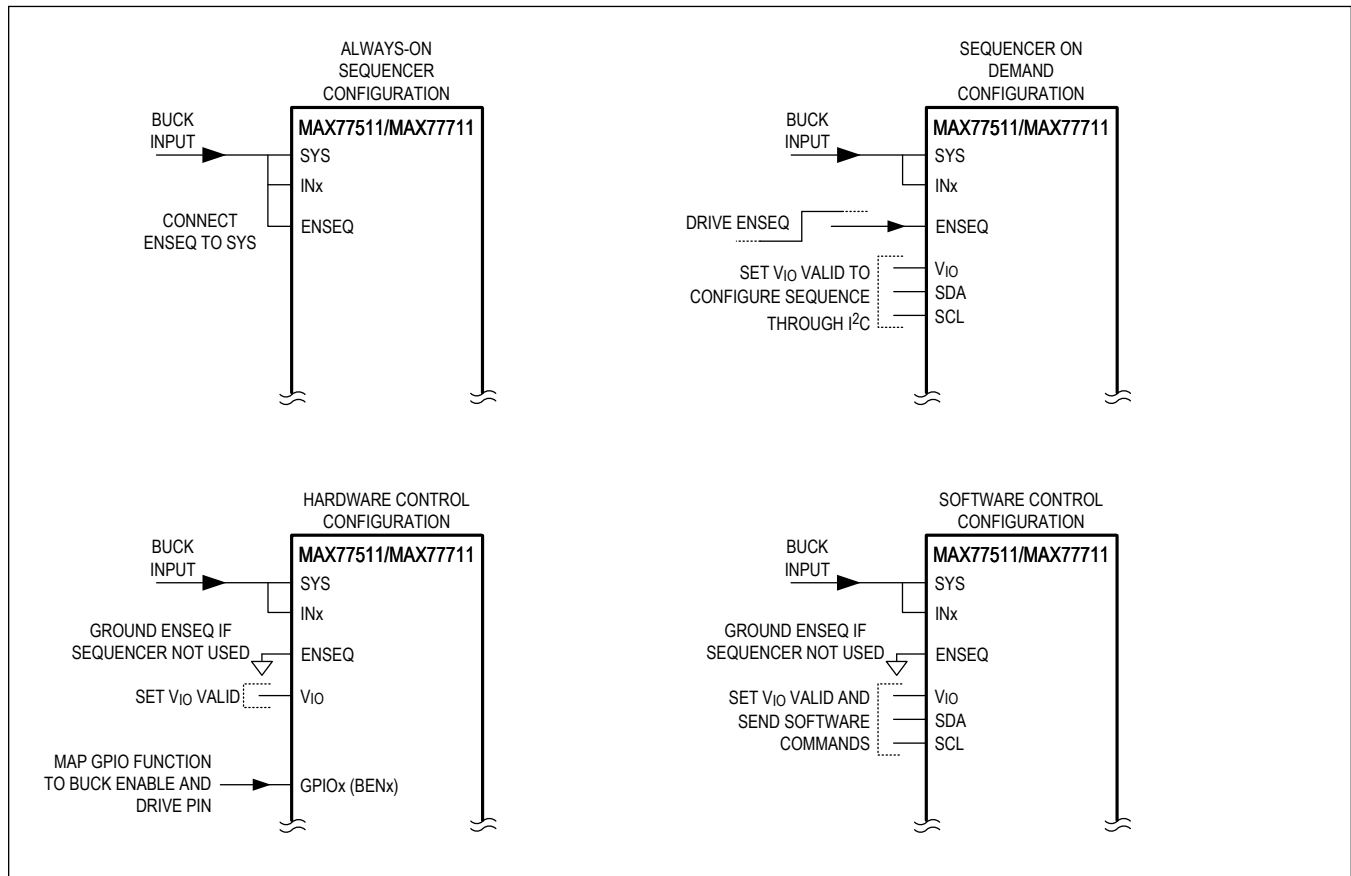 ALWAYS-ON
SEQUENCER
CONFIGURATION
BUCK
INPUT
MAX77511/MAX77711
SYS
INx
CONNECT
ENSEQ TO SYS
ENSEQ
SEQUENCER ON
DEMAND
CONFIGURATION
BUCK
INPUT
MAX77511/MAX77711
SYS
INx
DRIVE ENSEQ
ENSEQ
SET VIO VALID TO
CONFIGURE SEQUENCE
THROUGH I2C
VIO
SDA
SCL
HARDWARE CONTROL
CONFIGURATION
BUCK
INPUT
MAX77511/MAX77711
SYS
INx
GROUND ENSEQ IF
SEQUENCER NOT USED
ENSEQ
SET VIO VALID
VIO
MAP GPIO FUNCTION
TO BUCK ENABLE AND
DRIVE PIN
GPIOx (BENx)
SOFTWARE CONTROL
CONFIGURATION
BUCK
INPUT
MAX77511/MAX77711
SYS
INx
GROUND ENSEQ IF
SEQUENCER NOT USED
ENSEQ
SET VIO VALID AND
SEND SOFTWARE
COMMANDS
VIO
SDA
SCL